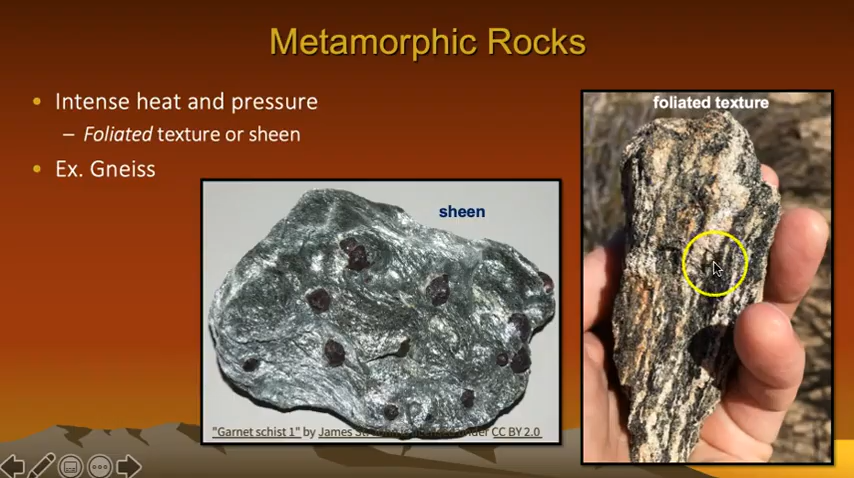 Metamorphic Rocks
• Intense heat and pressure
– Foliated texture or sheen
• Ex. Gneiss
foliated texture
sheen
"Garnet schist 1" by James St. CC BY 2.0